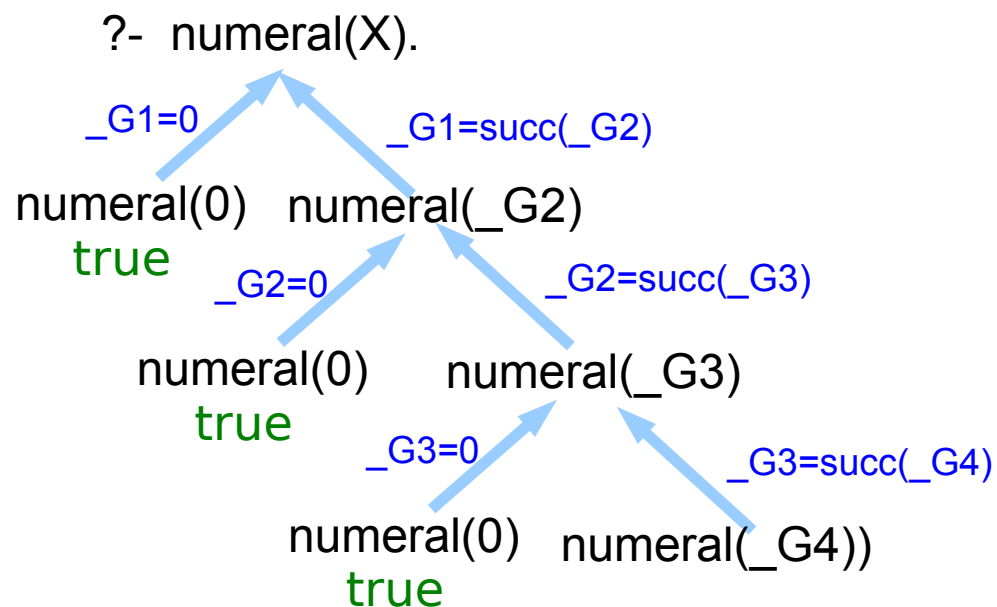 ?- numeral(X).
_G1=0 _G1=succ(_G2)
numeral(0) numeral(_G2)
true
_G2=0 _G2=succ(_G3)
numeral(0) numeral(_G3)
true
_G3=0 _G3=succ(_G4)
numeral(0) numeral(_G4))
true